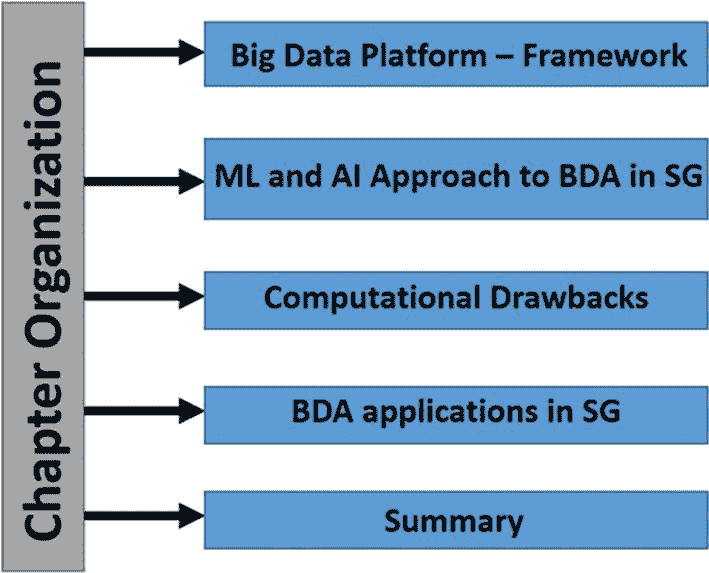 Chapter Organization
Big Data Platform – Framework
ML and AI Approach to BDA in SG
Computational Drawbacks
BDA applications in SG
Summary